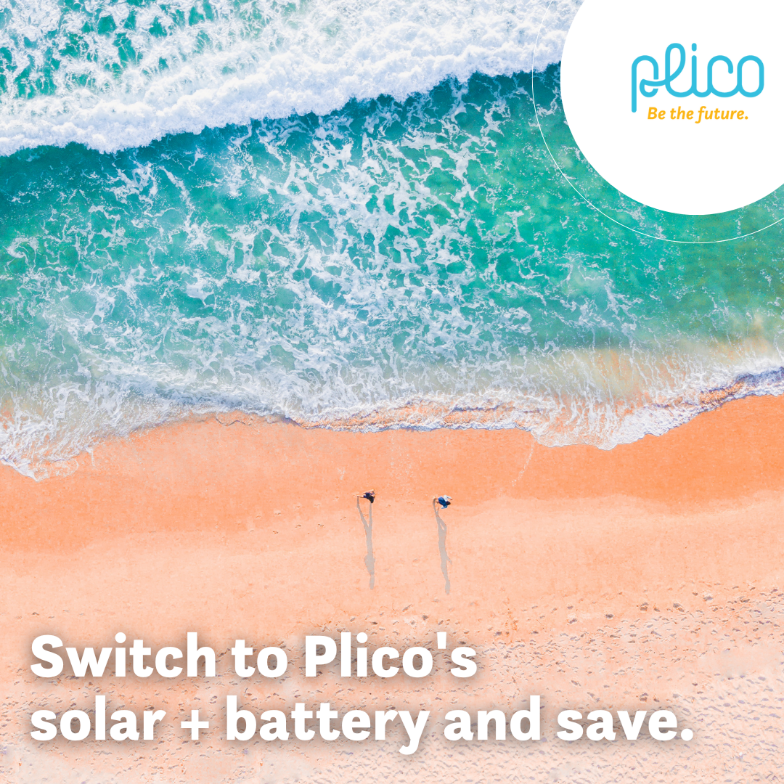 plico
Be the future.
Switch to Plico's
solar + battery and save.